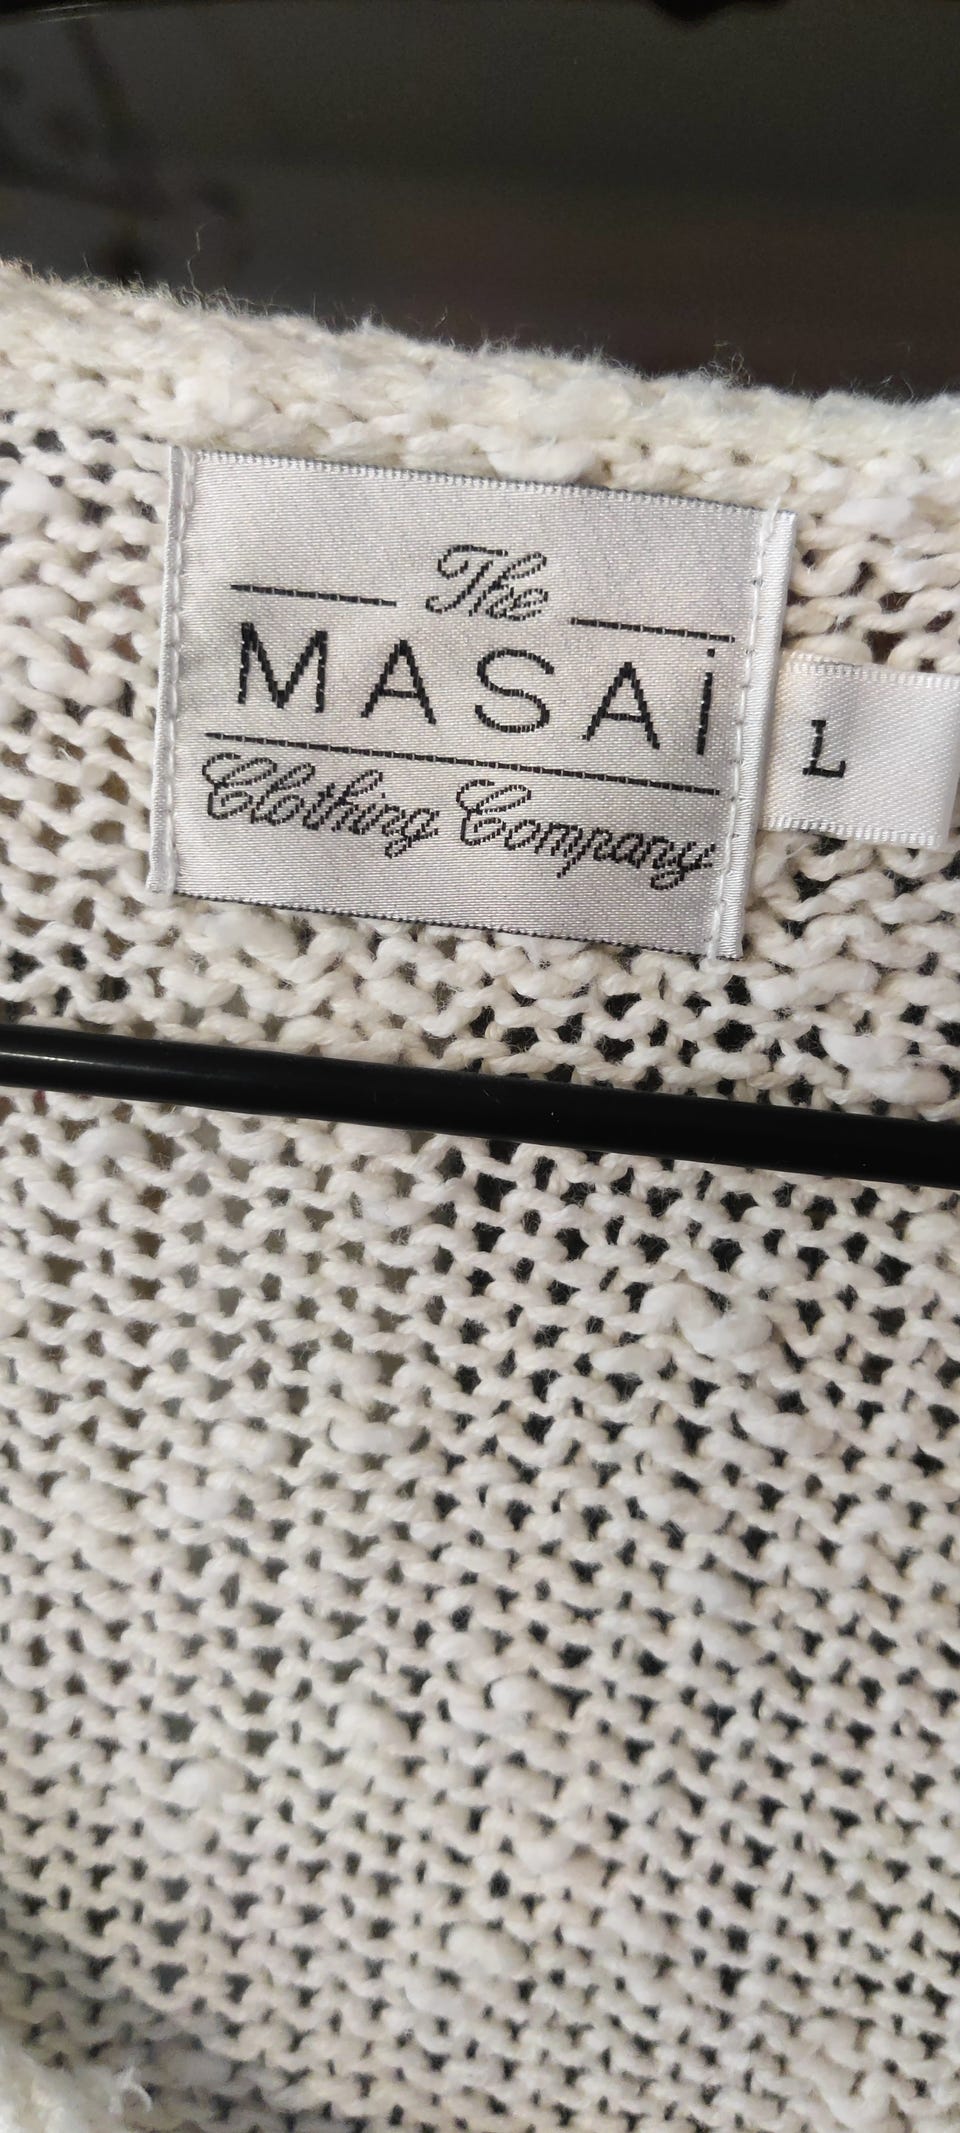 The
MASAi
Clothing Company
L